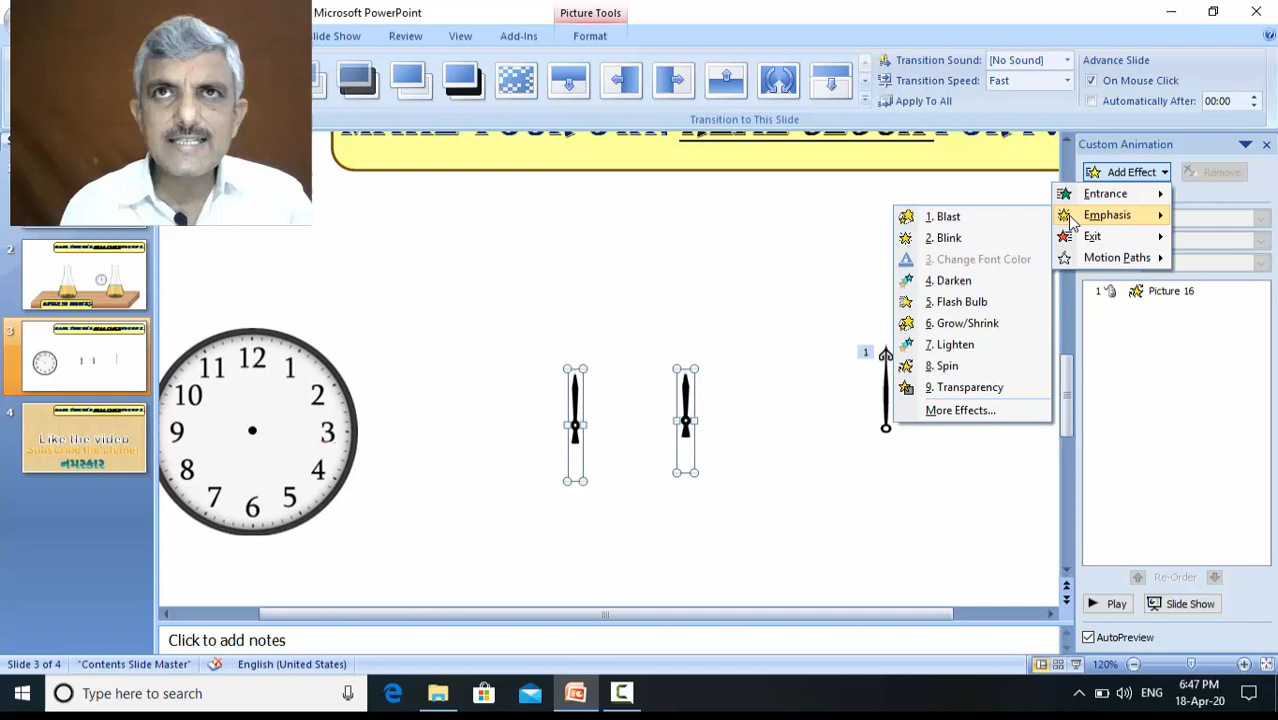 Microsoft PowerPoint
Picture Tools
Slide Show
Review
View
Add-Ins
Format
Transition Sound:
[No Sound]
Transition Speed:
Fast
Apply To All
Advance Slide
On Mouse Click
Automatically After:
00:00
Transition to This Slide
Custom Animation
Add Effect
Remove
Entrance
Emphasis
Exit
Motion Paths
1. Blast
2. Blink
3. Change Font Color
4. Darken
5. Flash Bulb
6. Grow/Shrink
7. Lighten
8. Spin
9. Transparency
More Effects...
1
Picture 16
1
12
1
2
3
4
5
6
7
8
9
10
11
2
3
4
Like the video
Subscribe the chanel
નમસ્કાર
Re-Order
Play
Slide Show
AutoPreview
Click to add notes
Slide 3 of 4
"Contents Slide Master"
English (United States)
120%
Type here to search
ENG
6:47 PM
18-Apr-20